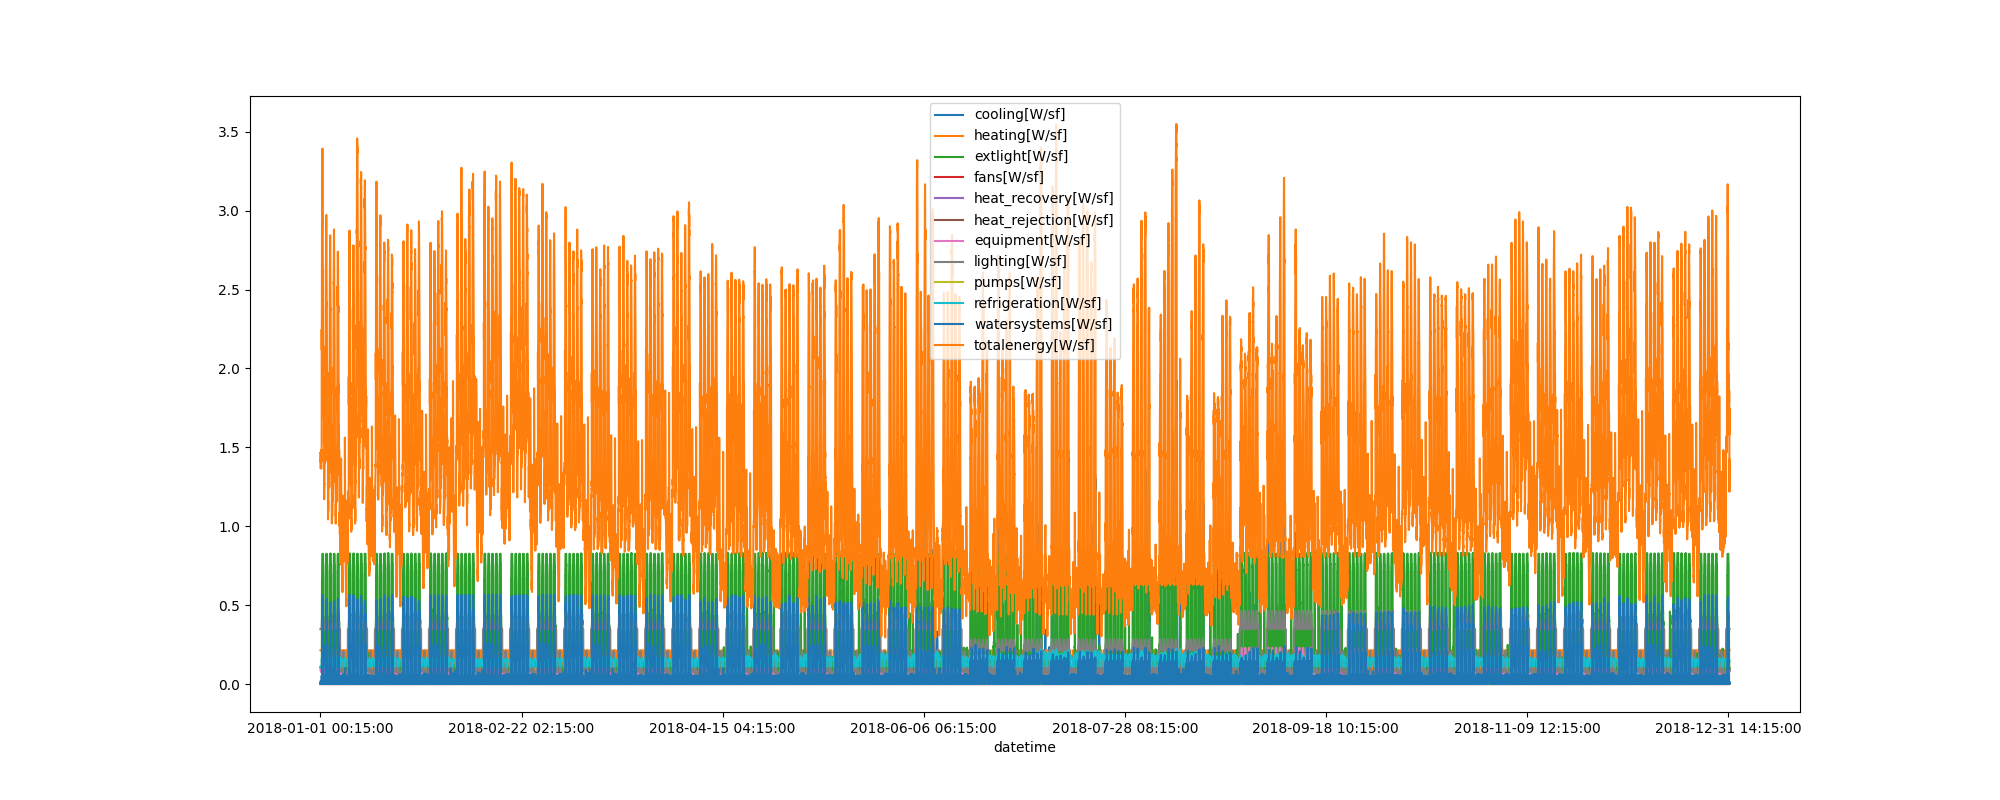 cooling[W/sf]
heating[W/sf]
extlight[W/sf]
fans[W/sf]
heat_recovery[W/sf]
heat_rejection[W/sf]
equipment[W/sf]
lighting[W/sf]
pumps[W/sf]
refrigeration[W/sf]
watersystems[W/sf]
totalenergy[W/sf]
3.5
3.0
2.5
2.0
1.5
1.0
0.5
0.0
2018-01-01 00:15:00 2018-02-22 02:15:00 2018-04-15 04:15:00 2018-06-06 06:15:00 2018-07-28 08:15:00 2018-09-18 10:15:00 2018-11-09 12:15:00 2018-12-31 14:15:00
datetime